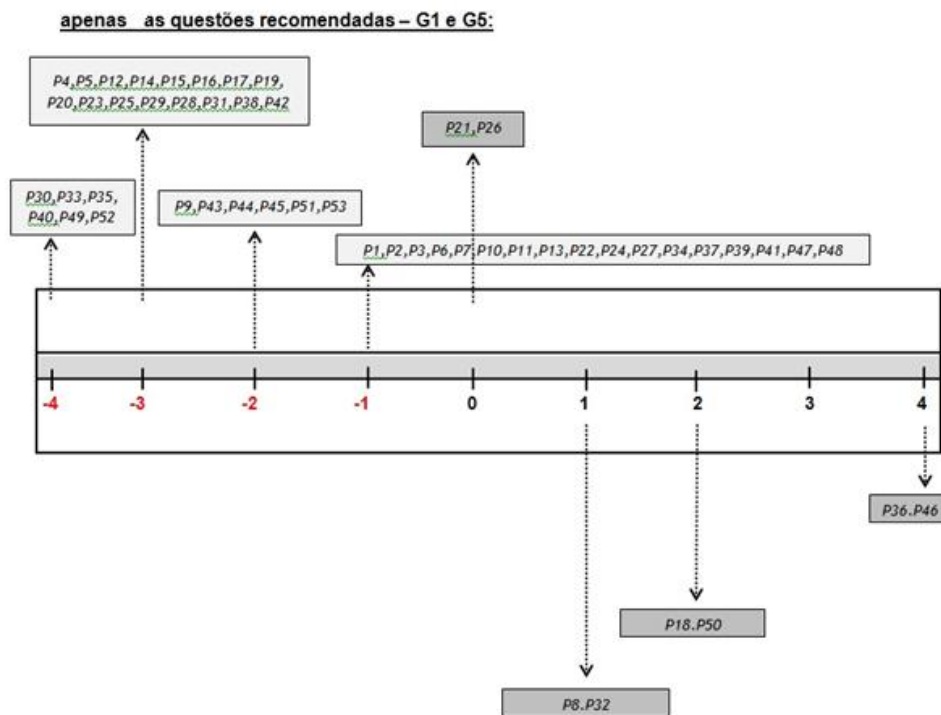 apenas as questões recomendadas – G1 e G5:
P4,P5,P12,P14,P15,P16,P17,P19,
P20,P23,P25,P29,P28,P31,P38,P42
P21,P26
P30,P33,P35,
P40,P49,P52
P9,P43,P44,P45,P51,P53
P1,P2,P3,P6,P7,P10,P11,P13,P22,P24,P27,P34,P37,P39,P41,P47,P48
-4 -3 -2 -1 0 1 2 3 4
P36.P46
P18.P50
P8.P32